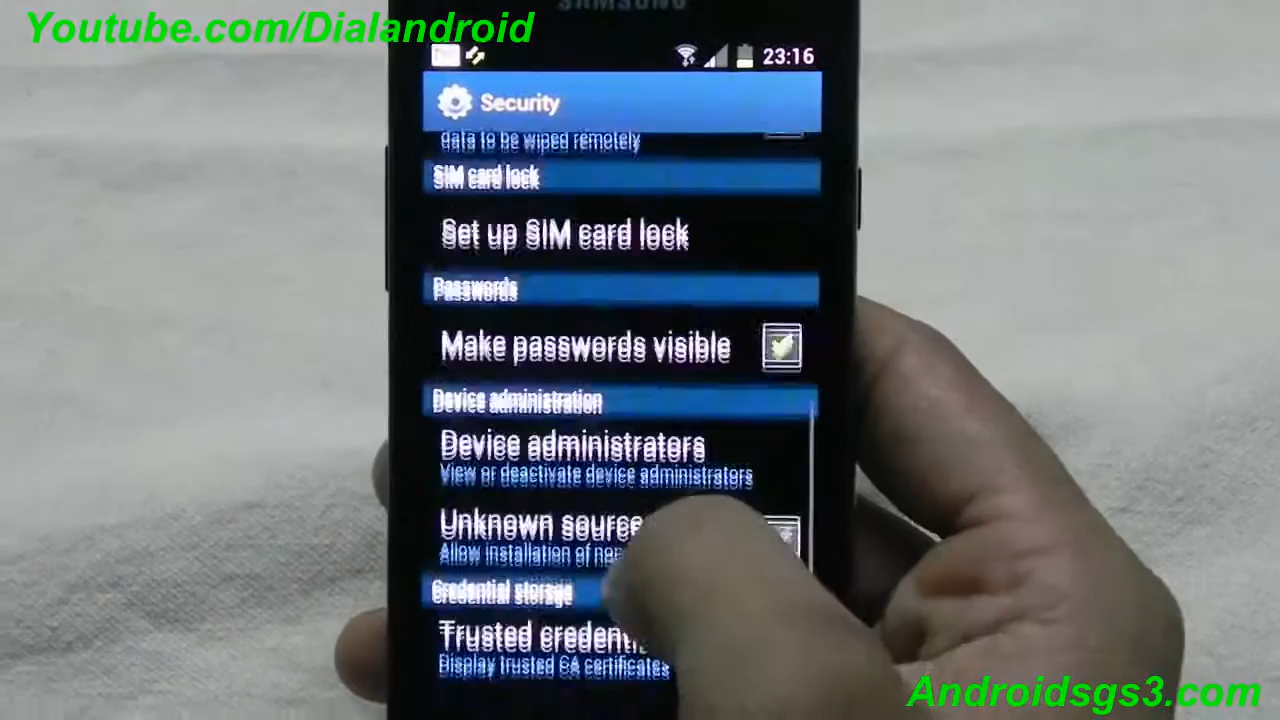 Youtube.com/Dialandroid
SAMSUNG
23:16
Security
data to be wiped remotely
SIM card lock
Set up SIM card lock
Passwords
Make passwords visible
Device administration
Device administrators
View or deactivate device administrators
Unknown
Allow installation of
Credential storage
Trusted
Display trusted CA certificates
Androidsgs3.com